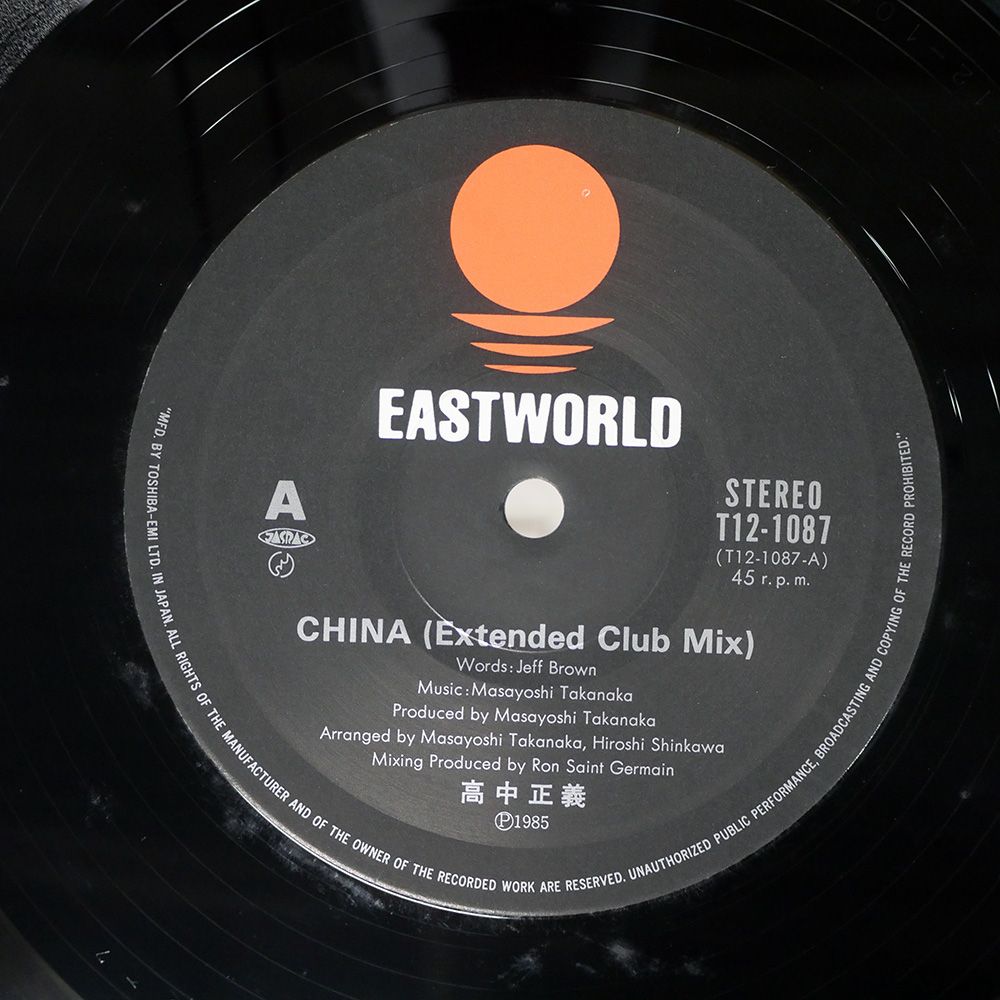 EASTWORLD
A
JASRAC
STEREO
T12-1087
(T12-1087-A)
45 r.p.m.
CHINA (Extended Club Mix)
Words:Jeff Brown
Music:Masayoshi Takanaka
Produced by Masayoshi Takanaka
Arranged by Masayoshi Takanaka, Hiroshi Shinkawa
Mixing Produced by Ron Saint Germain
高中正義
Ⓟ1985
"MFD. BY TOSHIBA-EMI LTD. IN JAPAN. ALL RIGHTS OF THE MANUFACTURER AND OF THE OWNER OF THE RECORDED WORK ARE RESERVED. UNAUTHORIZED PUBLIC PERFORMANCE, BROADCASTING AND COPYING OF THE RECORD PROHIBITED."